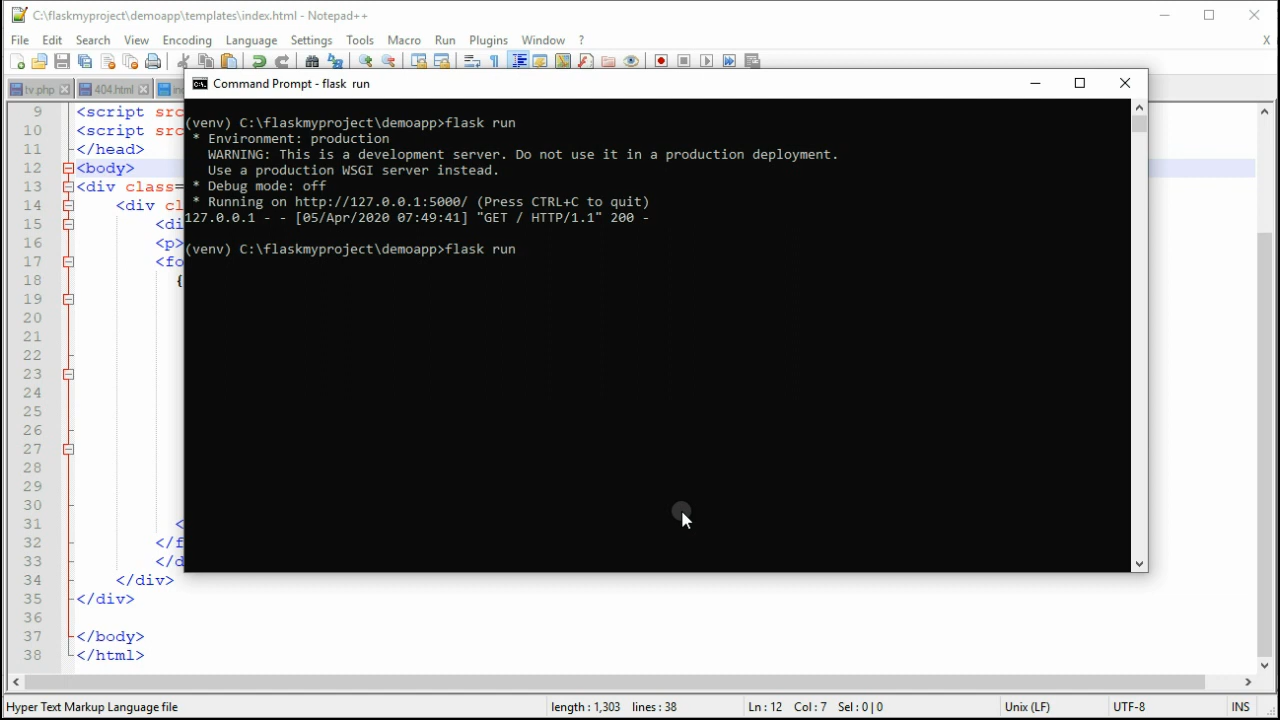 C:\flaskmyproject\demoapp\templates\index.html - Notepad++
File Edit Search View Encoding Language Settings Tools Macro Run Plugins Window ? X
tv.php 404.html
Command Prompt - flask run
(venv) C:\flaskmyproject\demoapp>flask run
* Environment: production
WARNING: This is a development server. Do not use it in a production deployment.
Use a production WSGI server instead.
* Debug mode: off
* Running on http://127.0.0.1:5000/ (Press CTRL+C to quit)
127.0.0.1 - - [05/Apr/2020 07:49:41] "GET / HTTP/1.1" 200 -
(venv) C:\flaskmyproject\demoapp>flask run
9 <script src
10 <script src
11 </head>
12 <body>
13 <div class=
14 <div cl
15 <di
16 <p>
17 <fo
18 {
19
20
21
22
23
24
25
26
27
28
29
30
31 <
32 </f
33 </d
34 </div>
35 </div>
36
37 </body>
38 </html>
Hyper Text Markup Language file length : 1,303 lines : 38 Ln : 12 Col : 7 Sel : 0 | 0 Unix (LF) UTF-8 INS